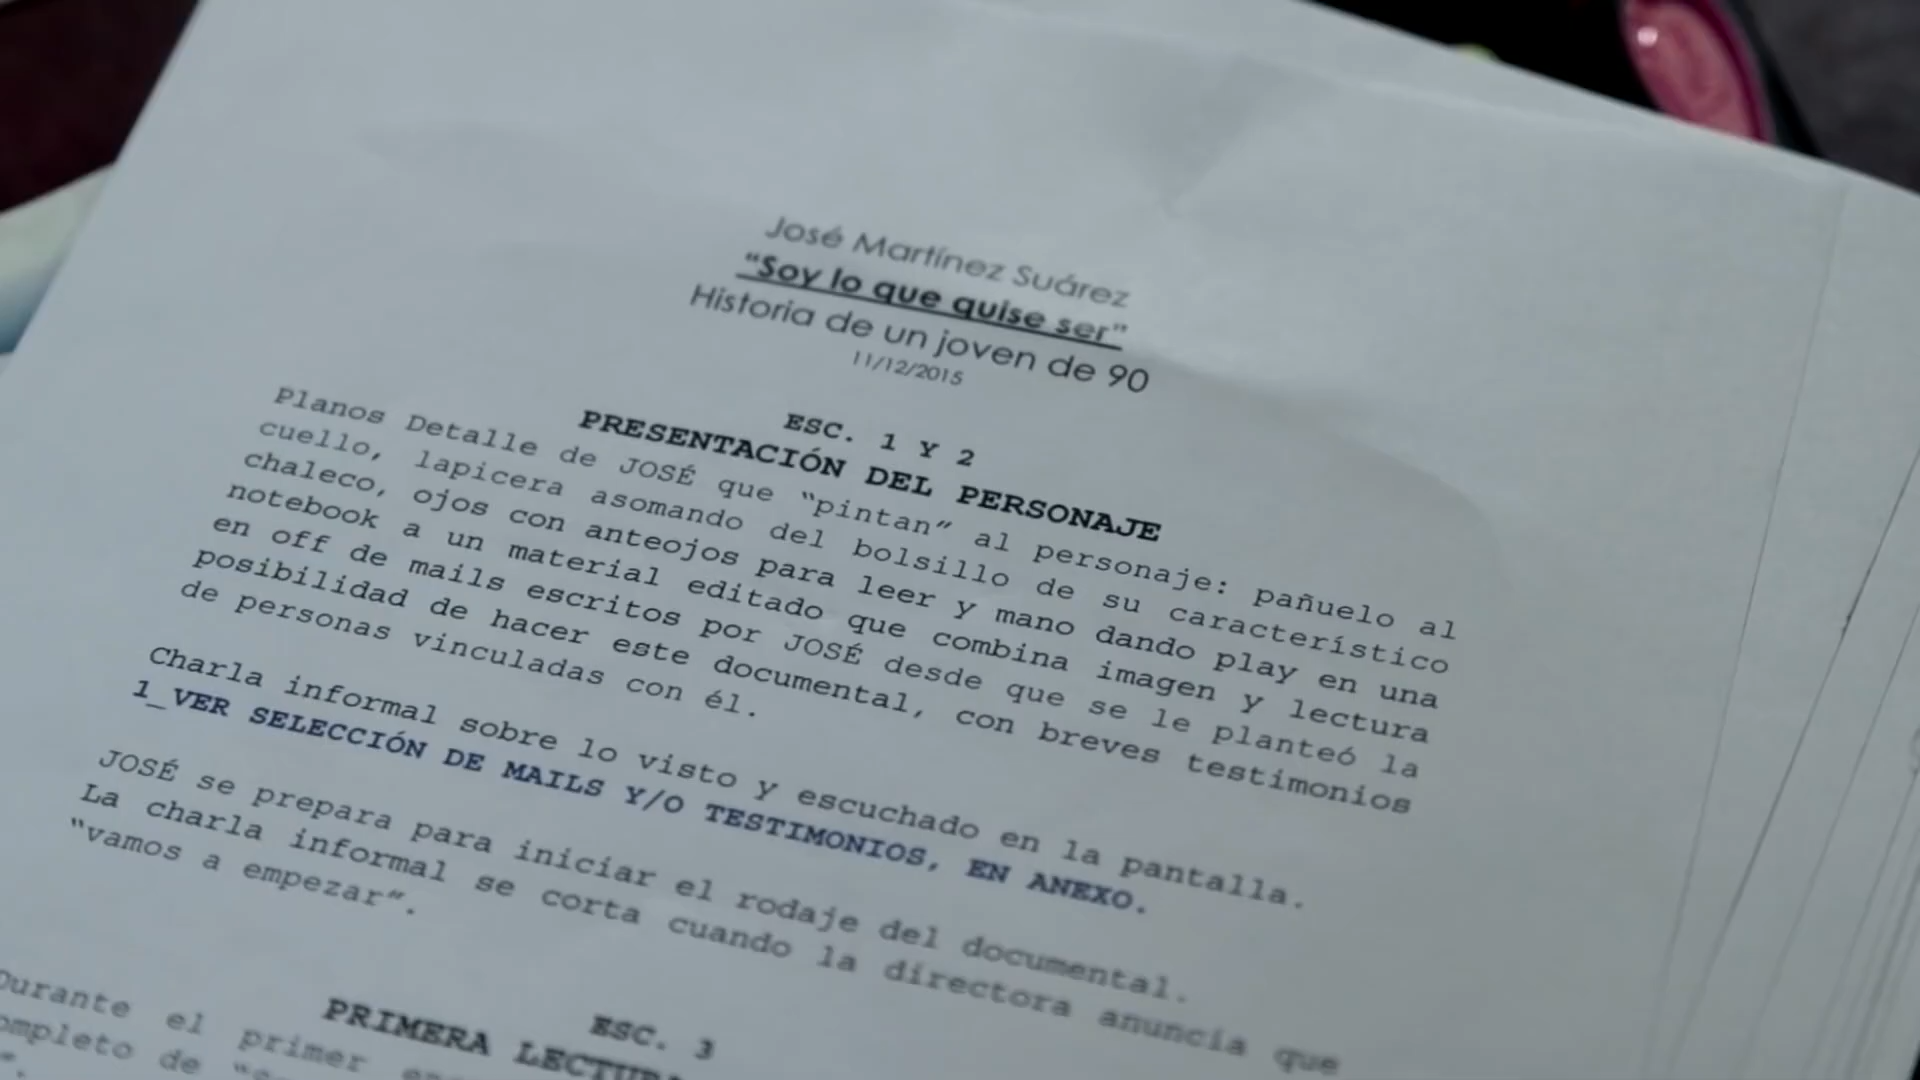 José Martínez Suárez
"Soy lo que quise ser"
Historia de un joven de 90
11/12/2015
ESC. 1 Y 2
PRESENTACIÓN DEL PERSONAJE
Planos Detalle de JOSÉ que "pintan" al personaje: pañuelo al
cuello, lapicera asomando del bolsillo de su característico
chaleco, ojos con anteojos para leer y mano dando play en una
notebook a un material editado que combina imagen y lectura
en off de mails escritos por JOSÉ desde que se le planteó la
posibilidad de hacer este documental, con breves testimonios
de personas vinculadas con él.
Charla informal sobre lo visto y escuchado en la pantalla.
1_VER SELECCIÓN DE MAILS Y/O TESTIMONIOS, EN ANEXO.
JOSÉ se prepara para iniciar el rodaje del documental.
La charla informal se corta cuando la directora anuncia que
"vamos a empezar".
ESC. 3
PRIMERA LECTURA
Durante el primer
completo de